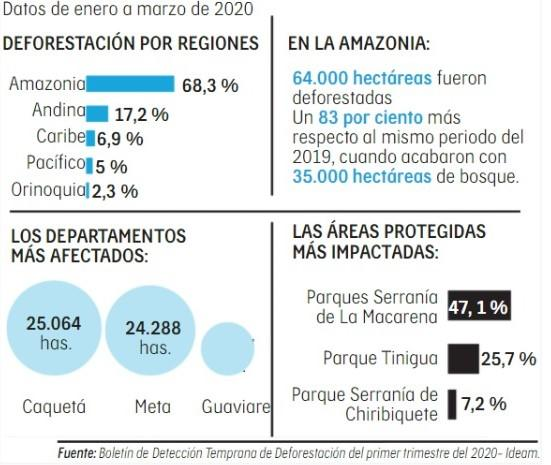 Datos de enero a marzo de 2020
DEFORESTACIÓN POR REGIONES
Amazonia 68,3 %
Andina 17,2 %
Caribe 6,9 %
Pacífico 5 %
Orinoquia 2,3 %
EN LA AMAZONIA:
64.000 hectáreas fueron
deforestadas
Un 83 por ciento más
respecto al mismo periodo del
2019, cuando acabaron con
35.000 hectáreas de bosque.
LOS DEPARTAMENTOS
MÁS AFECTADOS:
25.064
has.
Caquetá
24.288
has.
Meta
Guaviare
LAS ÁREAS PROTEGIDAS
MÁS IMPACTADAS:
Parques Serranía
de La Macarena
47,1 %
Parque Tinigua 25,7 %
Parque Serranía de
Chiribiquete
7,2 %
Fuente: Boletín de Detección Temprana de Deforestación del primer trimestre del 2020- Ideam.